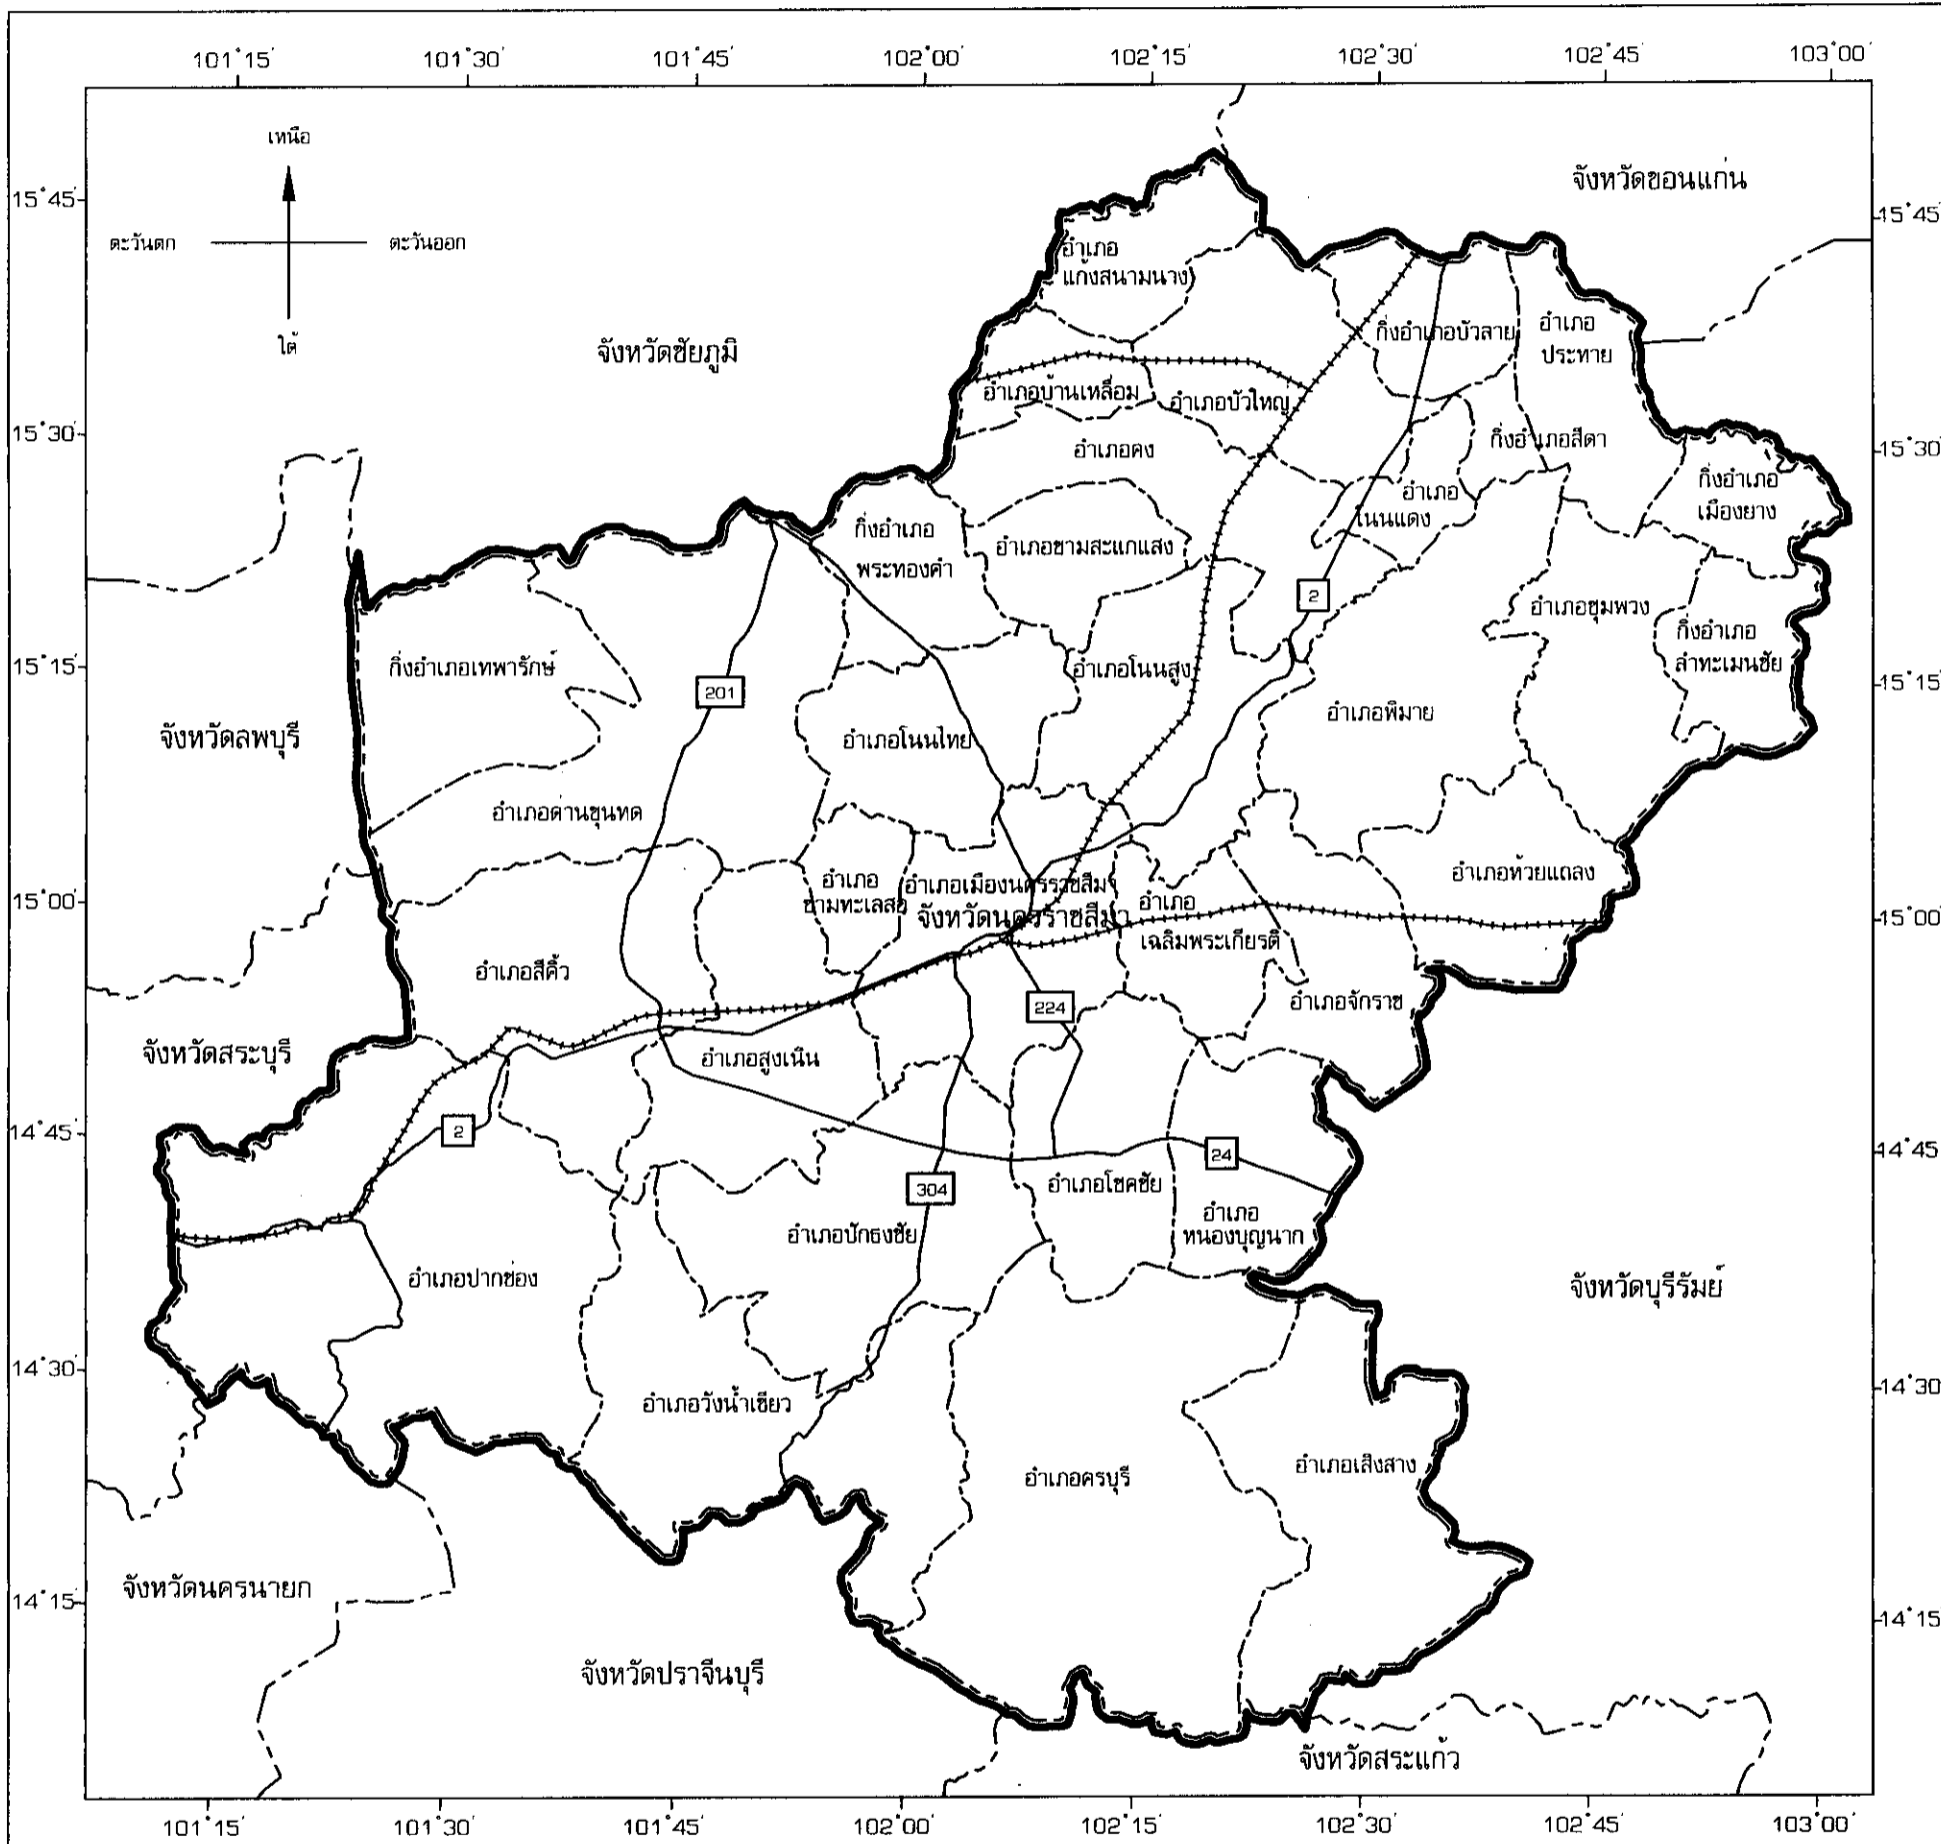 101°15′ 101°30′ 101°45′ 102°00′ 102°15′ 102°30′ 102°45′ 103°00′
เหนือ
ตะวันตก ตะวันออก
ใต้
15°45′ 15°45′
จังหวัดขอนแก่น
อำเภอ
แก้งสนามนาง
จังหวัดชัยภูมิ
กิ่งอำเภอบัวลาย
อำเภอ
ประทาย
อำเภอบ้านเหลื่อม
อำเภอบัวใหญ่
15°30′ 15°30′
อำเภอคง
กิ่งอำเภอสีดา
กิ่งอำเภอ
เมืองยาง
อำเภอ
โนนแดง
กิ่งอำเภอ
พระทองคำ
อำเภอขามสะแกแสง
2
อำเภอชุมพวง
กิ่งอำเภอ
ลำทะเมนชัย
15°15′ 15°15′
กิ่งอำเภอเทพารักษ์
201
อำเภอโนนสูง
อำเภอพิมาย
จังหวัดลพบุรี
อำเภอโนนไทย
อำเภอด่านขุนทด
อำเภอห้วยแถลง
อำเภอ
ขามทะเลสอ
อำเภอเมืองนครราชสีมา
จังหวัดนครราชสีมา
15°00′ 15°00′
อำเภอ
เฉลิมพระเกียรติ
อำเภอสีคิ้ว
อำเภอจักราช
224
จังหวัดสระบุรี
อำเภอสูงเนิน
14°45′ 14°45′
2
24
304
อำเภอโชคชัย
อำเภอ
หนองบุญนาก
อำเภอปักธงชัย
อำเภอปากช่อง
จังหวัดบุรีรัมย์
14°30′ 14°30′
อำเภอวังน้ำเขียว
อำเภอครบุรี
อำเภอเสิงสาง
จังหวัดนครนายก
14°15′ 14°15′
จังหวัดปราจีนบุรี
จังหวัดสระแก้ว
101°15′ 101°30′ 101°45′ 102°00′ 102°15′ 102°30′ 102°45′ 103°00′